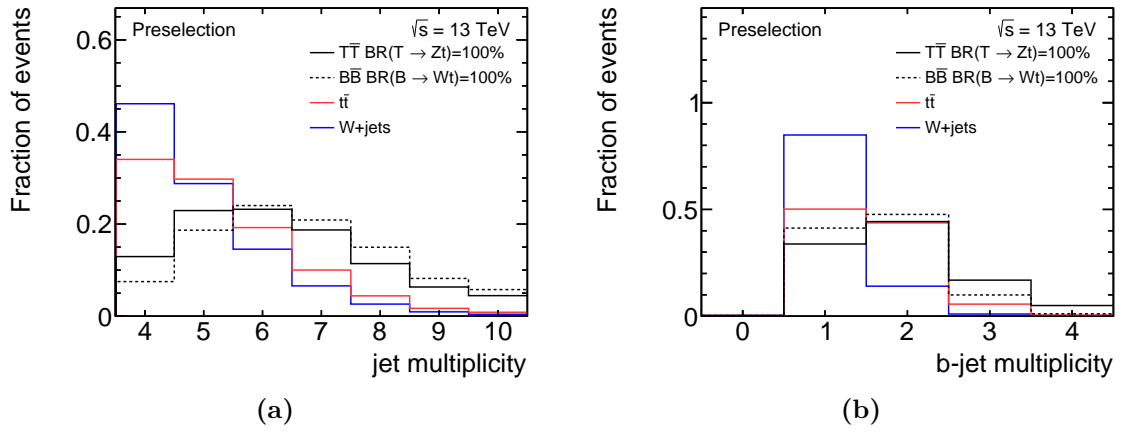 Fraction of events
0.6
0.4
0.2
0
Preselection
√s = 13 TeV
TT̅ BR(T → Zt)=100%
BB̅ BR(B → Wt)=100%
tt̄
W+jets
4 5 6 7 8 9 10
jet multiplicity
(a)
Fraction of events
1
0.5
0
Preselection
√s = 13 TeV
TT̅ BR(T → Zt)=100%
BB̅ BR(B → Wt)=100%
tt̄
W+jets
0 1 2 3 4
b-jet multiplicity
(b)